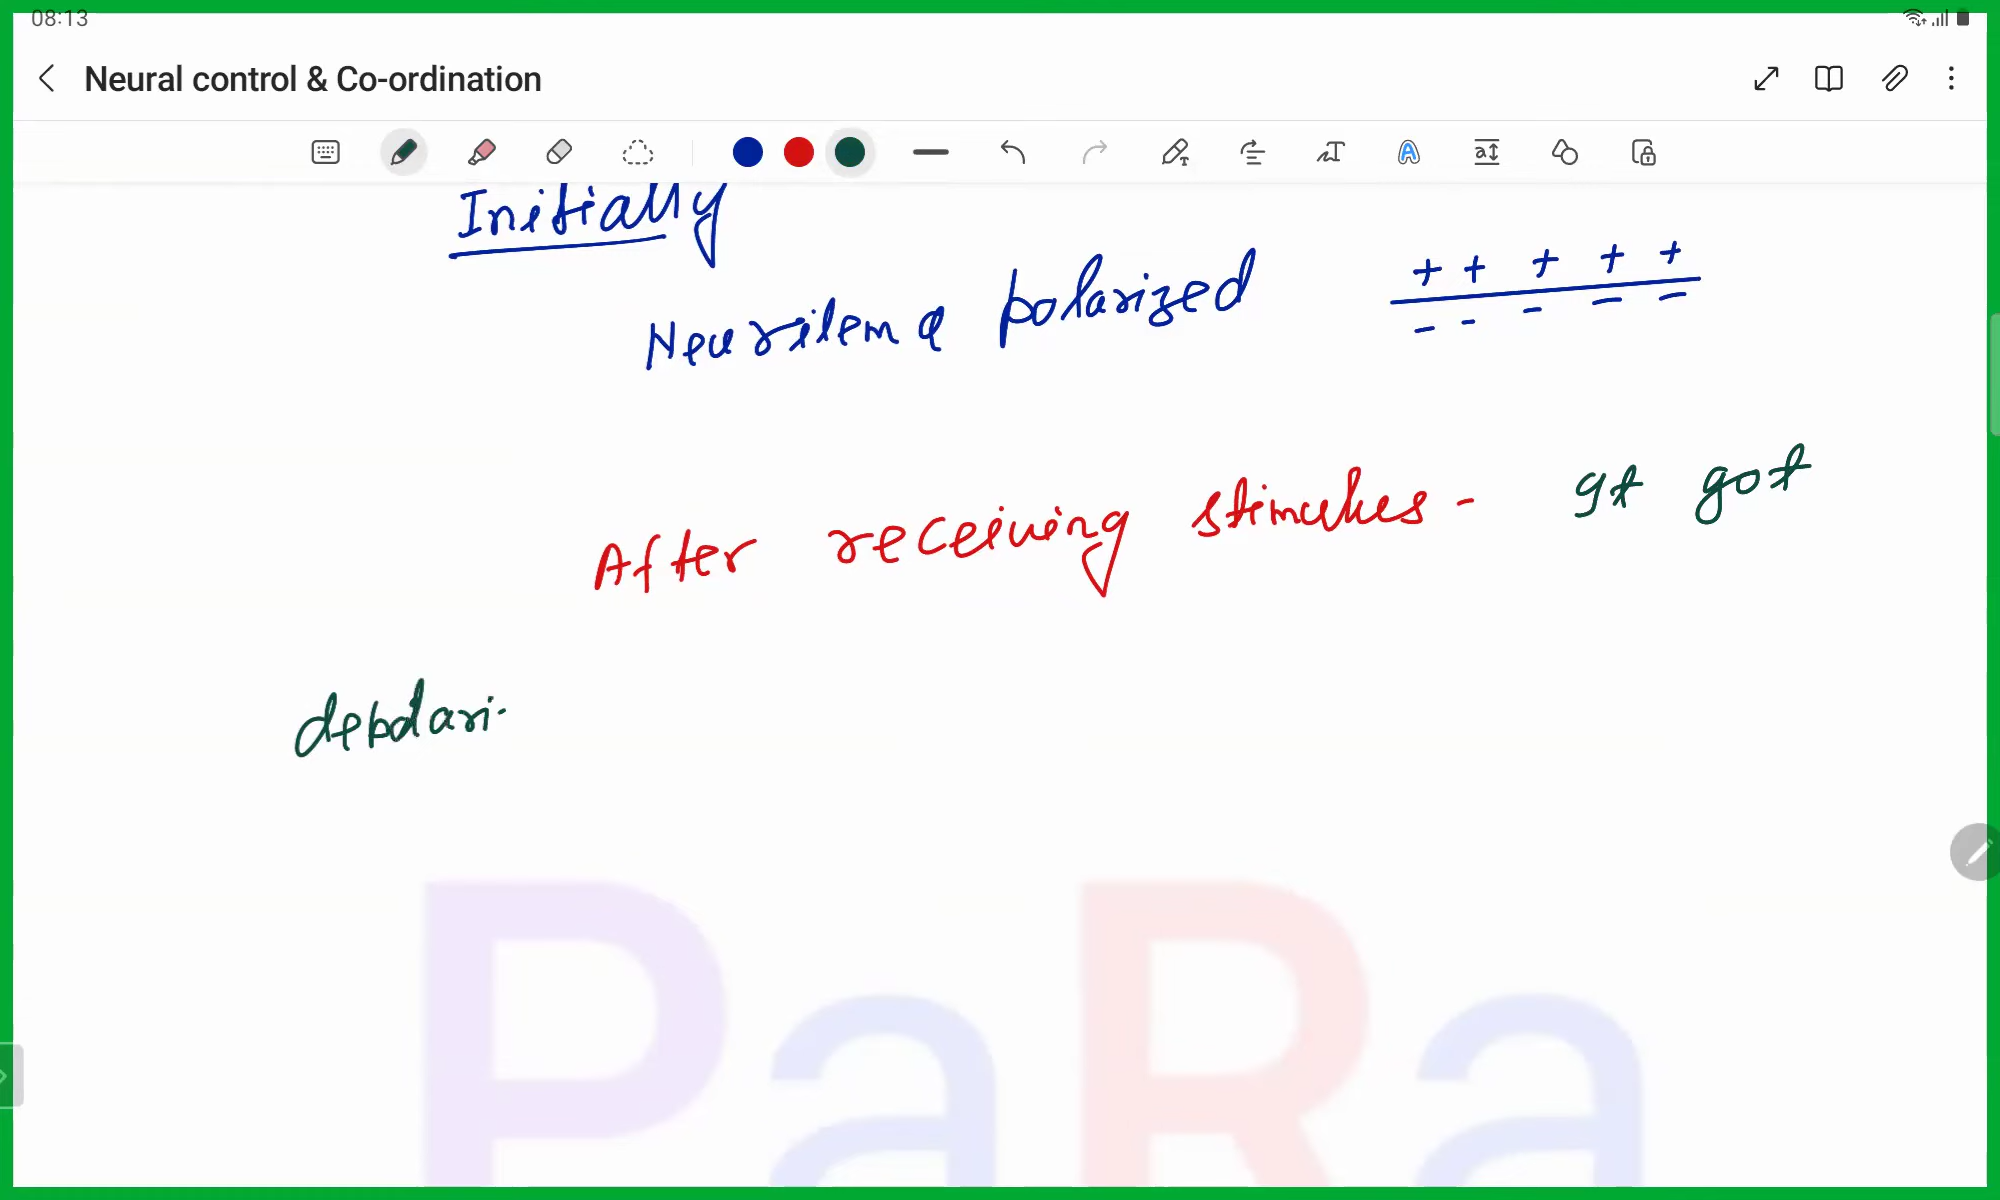 08:13
Neural control & Co-ordination
Initially
Neurilema polarized + + + + +
- - - - -
After receiving stimulus - It got
depolari
PaRa